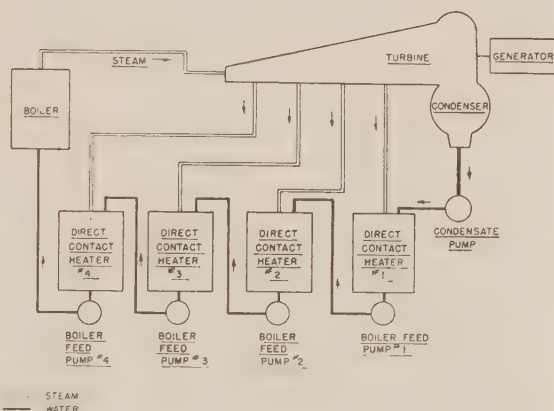 STEAM
TURBINE
GENERATOR
BOILER
CONDENSER
DIRECT
CONTACT
HEATER
#4
DIRECT
CONTACT
HEATER
#3
DIRECT
CONTACT
HEATER
#2
DIRECT
CONTACT
HEATER
#1
CONDENSATE
PUMP
BOILER
FEED
PUMP #4
BOILER
FEED
PUMP #3
BOILER
FEED
PUMP #2
BOILER FEED
PUMP #1
STEAM
WATER